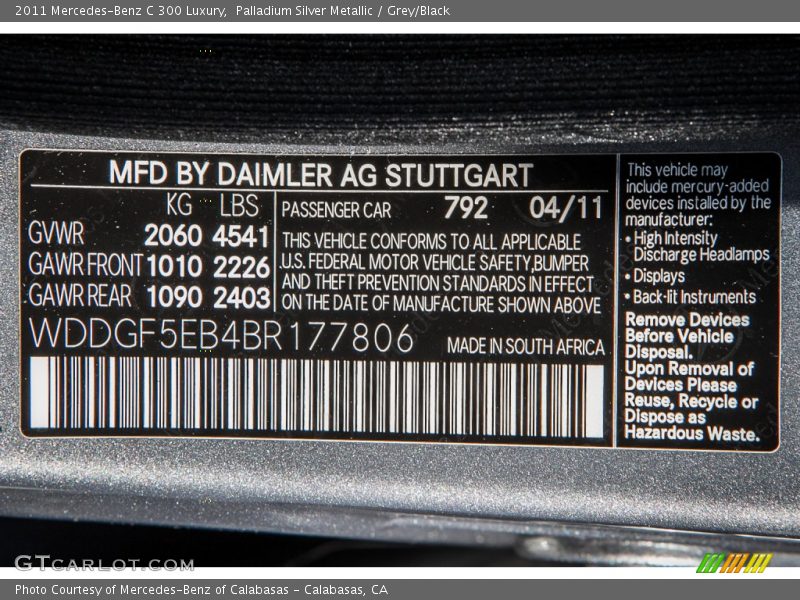 2011 Mercedes-Benz C 300 Luxury,  Palladium Silver Metallic / Grey/Black
MFD BY DAIMLER AG STUTTGART
KG LBS
GVWR 2060 4541
GAWR FRONT 1010 2226
GAWR REAR 1090 2403
PASSENGER CAR 792 04/11
THIS VEHICLE CONFORMS TO ALL APPLICABLE
U.S. FEDERAL MOTOR VEHICLE SAFETY,BUMPER
AND THEFT PREVENTION STANDARDS IN EFFECT
ON THE DATE OF MANUFACTURE SHOWN ABOVE
WDDGF5EB4BR177806
MADE IN SOUTH AFRICA
This vehicle may
include mercury-added
devices installed by the
manufacturer:
• High Intensity
Discharge Headlamps
• Displays
• Back-lit Instruments
Remove Devices
Before Vehicle
Disposal.
Upon Removal of
Devices Please
Reuse, Recycle or
Dispose as
Hazardous Waste.
GTCARLOT.COM
Photo Courtesy of Mercedes-Benz of Calabasas - Calabasas, CA